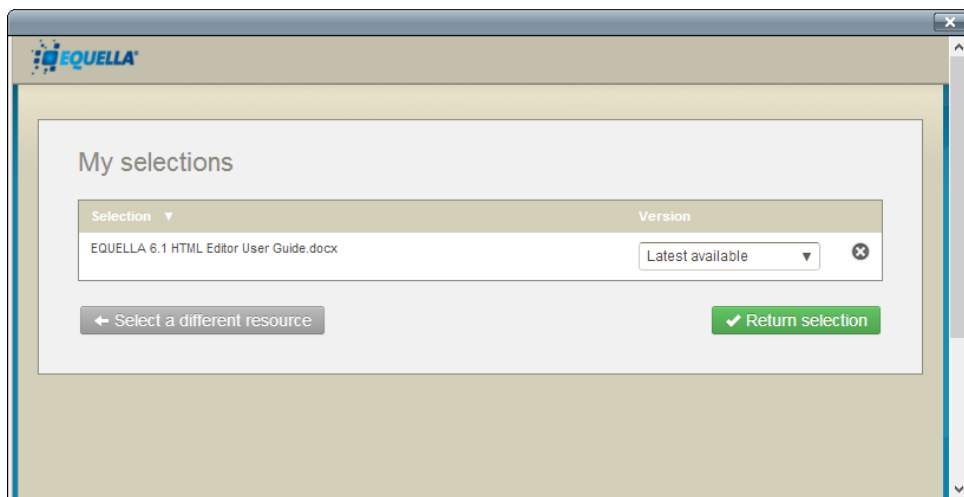 EQUELLA
My selections
Selection ▼ Version
EQUELLA 6.1 HTML Editor User Guide.docx Latest available ▼
Select a different resource Return selection